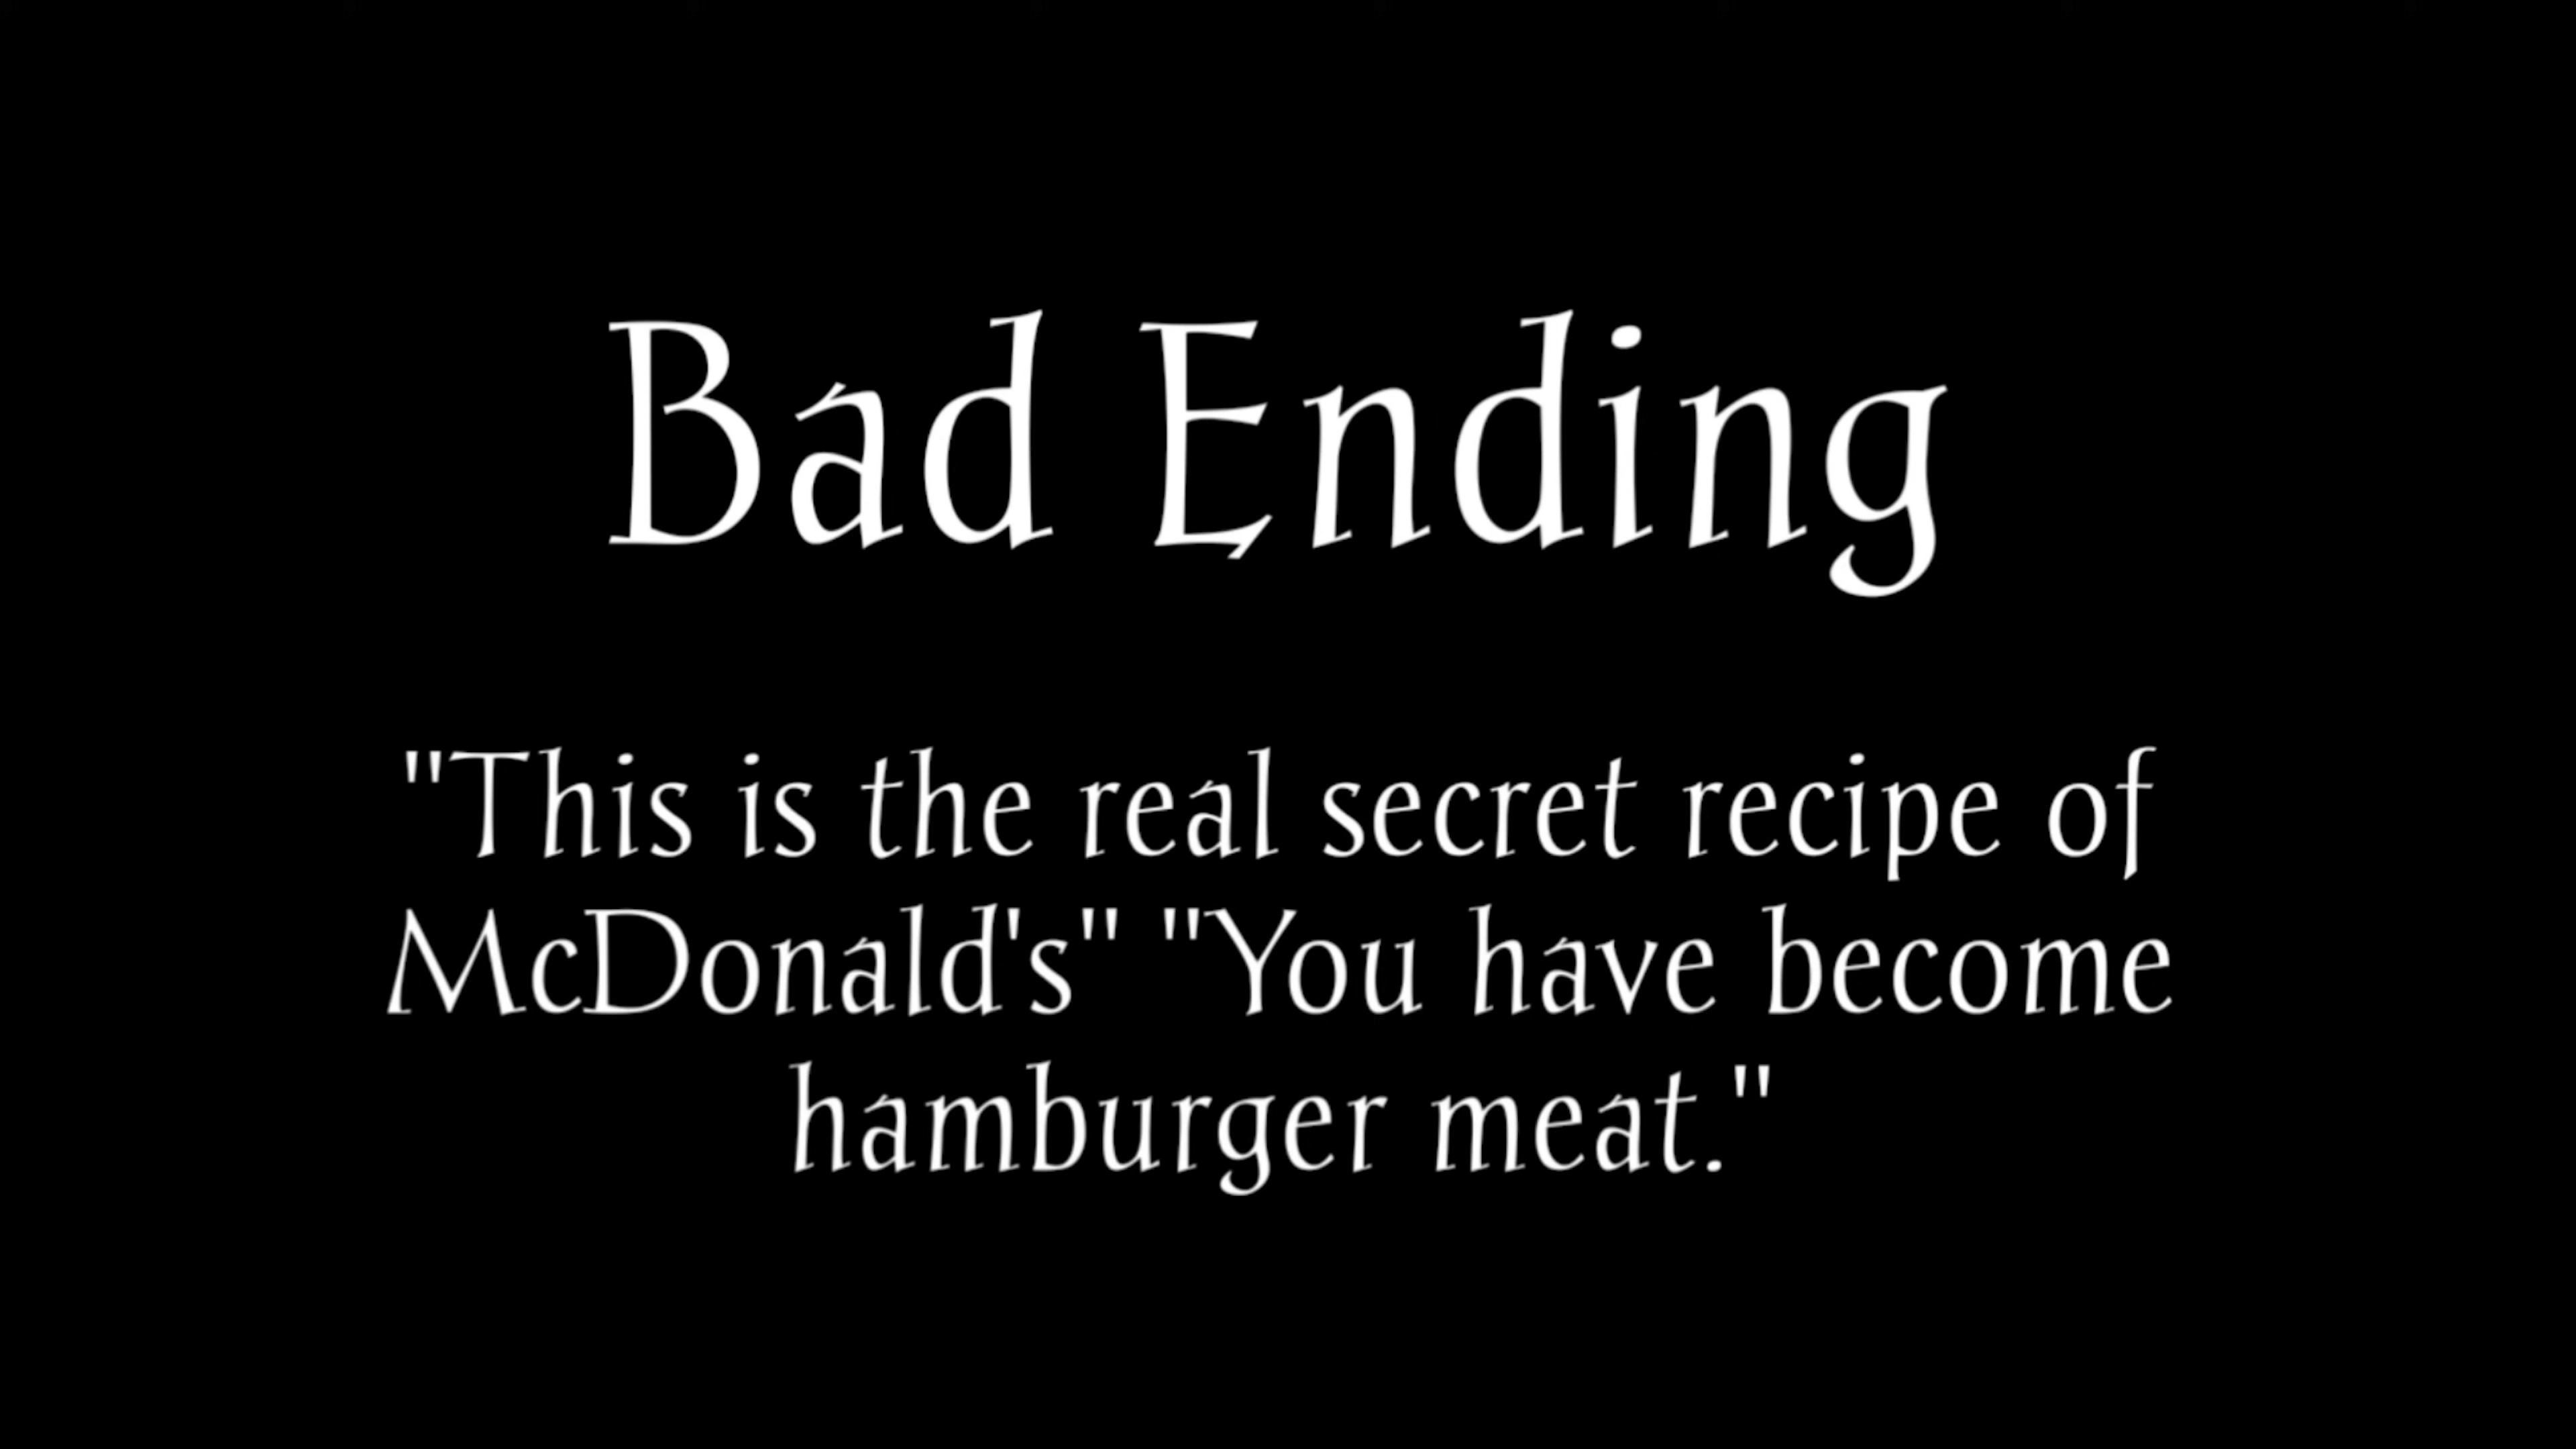 Bad Ending
"This is the real secret recipe of
McDonald's" "You have become
hamburger meat."